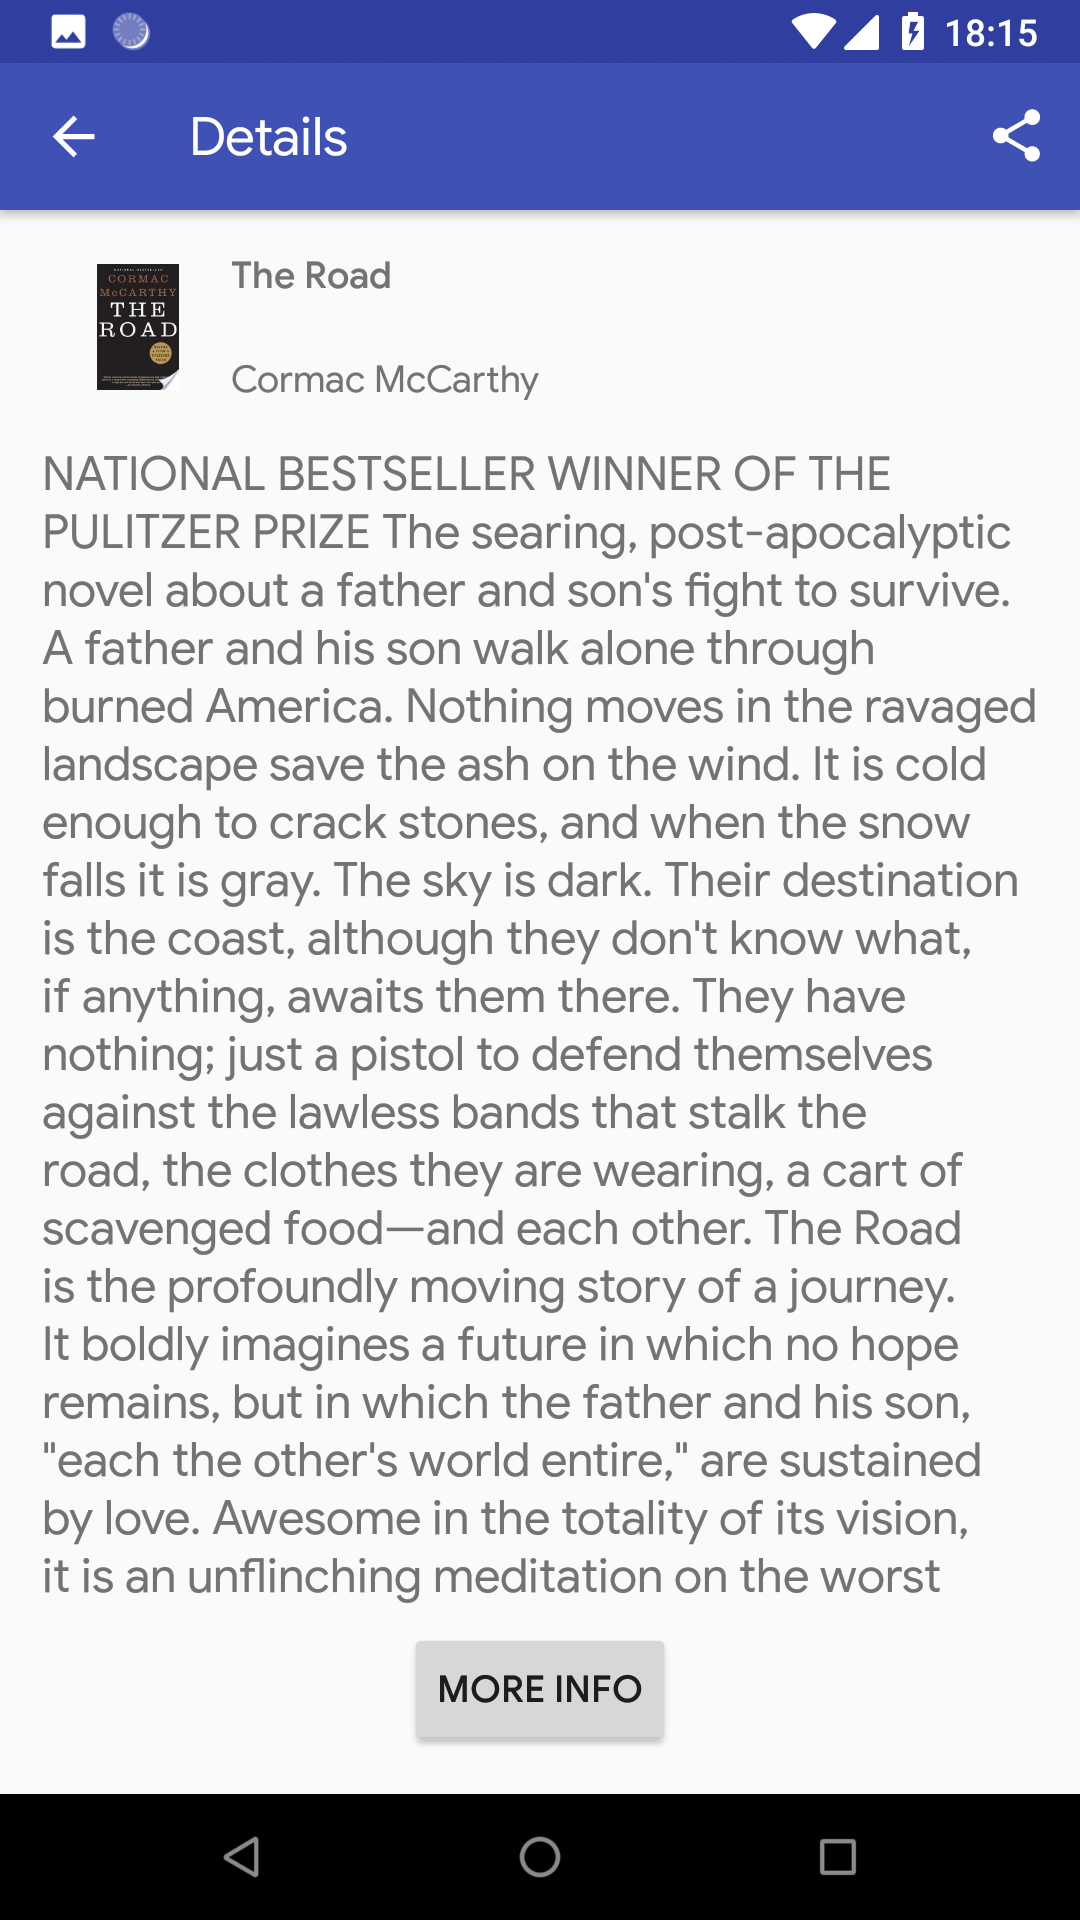 18:15
Details
NATIONAL BESTSELLER
CORMAC
McCARTHY
THE
ROAD
The Road
Cormac McCarthy
NATIONAL BESTSELLER WINNER OF THE
PULITZER PRIZE The searing, post-apocalyptic
novel about a father and son's fight to survive.
A father and his son walk alone through
burned America. Nothing moves in the ravaged
landscape save the ash on the wind. It is cold
enough to crack stones, and when the snow
falls it is gray. The sky is dark. Their destination
is the coast, although they don't know what,
if anything, awaits them there. They have
nothing; just a pistol to defend themselves
against the lawless bands that stalk the
road, the clothes they are wearing, a cart of
scavenged food—and each other. The Road
is the profoundly moving story of a journey.
It boldly imagines a future in which no hope
remains, but in which the father and his son,
"each the other's world entire," are sustained
by love. Awesome in the totality of its vision,
it is an unflinching meditation on the worst
MORE INFO